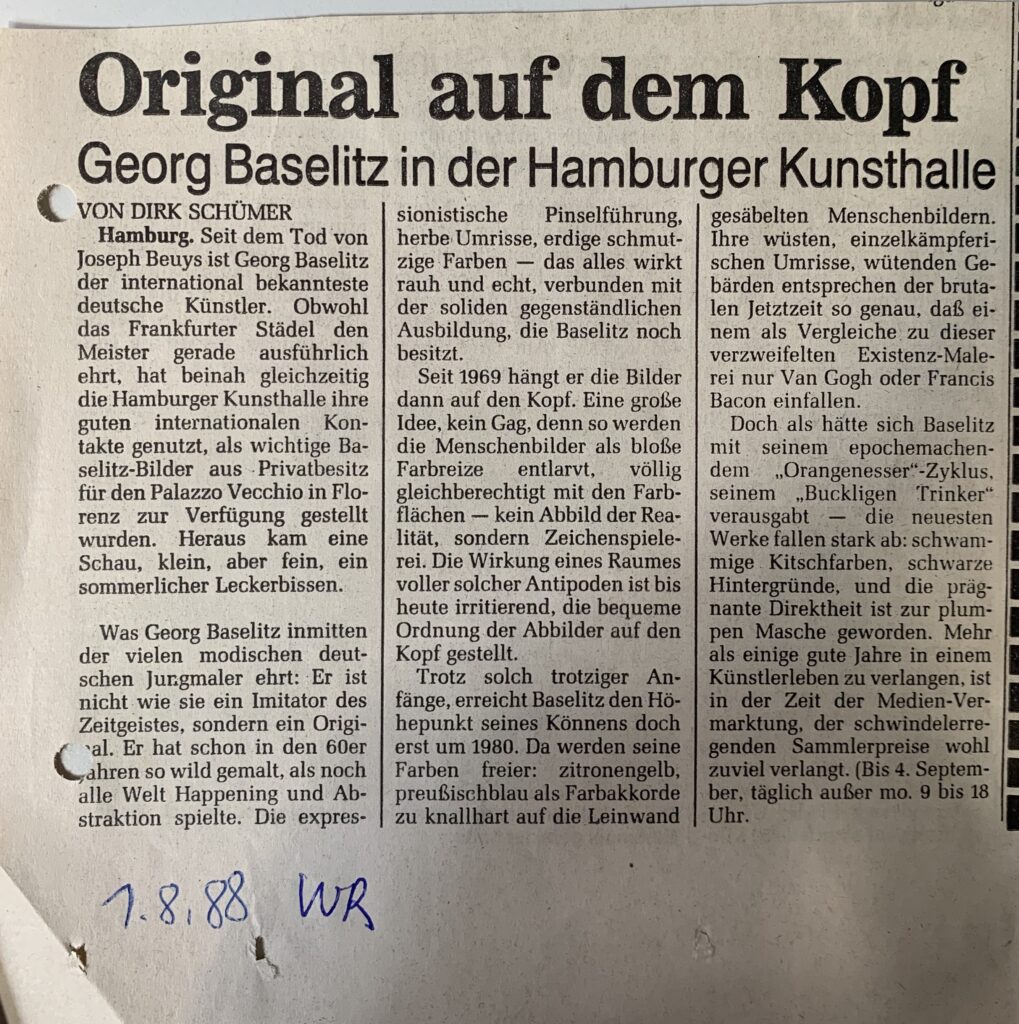 Original auf dem Kopf
Georg Baselitz in der Hamburger Kunsthalle
VON DIRK SCHÜMER
Hamburg. Seit dem Tod von
Joseph Beuys ist Georg Baselitz
der international bekannteste
deutsche Künstler. Obwohl
das Frankfurter Städel den
Meister gerade ausführlich
ehrt, hat beinah gleichzeitig
die Hamburger Kunsthalle ihre
guten internationalen Kon-
takte genutzt, als wichtige Ba-
selitz-Bilder aus Privatbesitz
für den Palazzo Vecchio in Flo-
renz zur Verfügung gestellt
wurden. Heraus kam eine
Schau, klein, aber fein, ein
sommerlicher Leckerbissen.
Was Georg Baselitz inmitten
der vielen modischen deut-
schen Jungmaler ehrt: Er ist
nicht wie sie ein Imitator des
Zeitgeistes, sondern ein Origi-
nal. Er hat schon in den 60er
Jahren so wild gemalt, als noch
alle Welt Happening und Ab-
straktion spielte. Die expres-
sionistische Pinselführung,
herbe Umrisse, erdige schmut-
zige Farben — das alles wirkt
rauh und echt, verbunden mit
der soliden gegenständlichen
Ausbildung, die Baselitz noch
besitzt.
Seit 1969 hängt er die Bilder
dann auf den Kopf. Eine große
Idee, kein Gag, denn so werden
die Menschenbilder als bloße
Farbreize entlarvt, völlig
gleichberechtigt mit den Farb-
flächen — kein Abbild der Rea-
lität, sondern Zeichenspiele-
rei. Die Wirkung eines Raumes
voller solcher Antipoden ist bis
heute irritierend, die bequeme
Ordnung der Abbilder auf den
Kopf gestellt.
Trotz solch trotziger An-
fänge, erreicht Baselitz den Hö-
hepunkt seines Könnens doch
erst um 1980. Da werden seine
Farben freier: zitronengelb,
preußischblau als Farbakkorde
zu knallhart auf die Leinwand
gesäbelten Menschenbildern.
Ihre wüsten, einzelkämpferi-
schen Umrisse, wütenden Ge-
bärden entsprechen der bruta-
len Jetztzeit so genau, daß ei-
nem als Vergleiche zu dieser
verzweifelten Existenz-Male-
rei nur Van Gogh oder Francis
Bacon einfallen.
Doch als hätte sich Baselitz
mit seinem epochemachen-
dem „Orangenesser"-Zyklus,
seinem „Buckligen Trinker"
verausgabt — die neuesten
Werke fallen stark ab: schwam-
mige Kitschfarben, schwarze
Hintergründe, und die präg-
nante Direktheit ist zur plum-
pen Masche geworden. Mehr
als einige gute Jahre in einem
Künstlerleben zu verlangen, ist
in der Zeit der Medien-Ver-
marktung, der schwindelerre-
genden Sammlerpreise wohl
zuviel verlangt. (Bis 4. Septem-
ber, täglich außer mo. 9 bis 18
Uhr.
1.8.88 WR